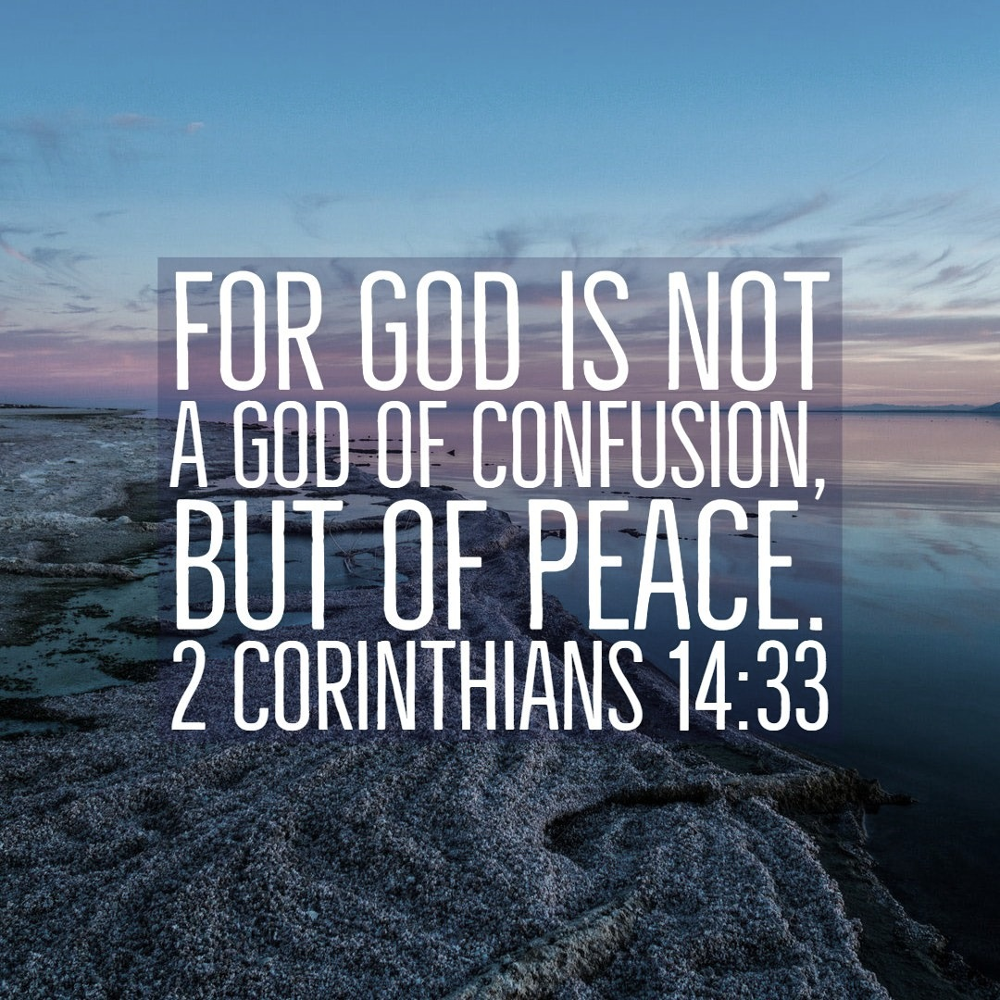 FOR GOD IS NOT
A GOD OF CONFUSION,
BUT OF PEACE.
2 CORINTHIANS 14:33